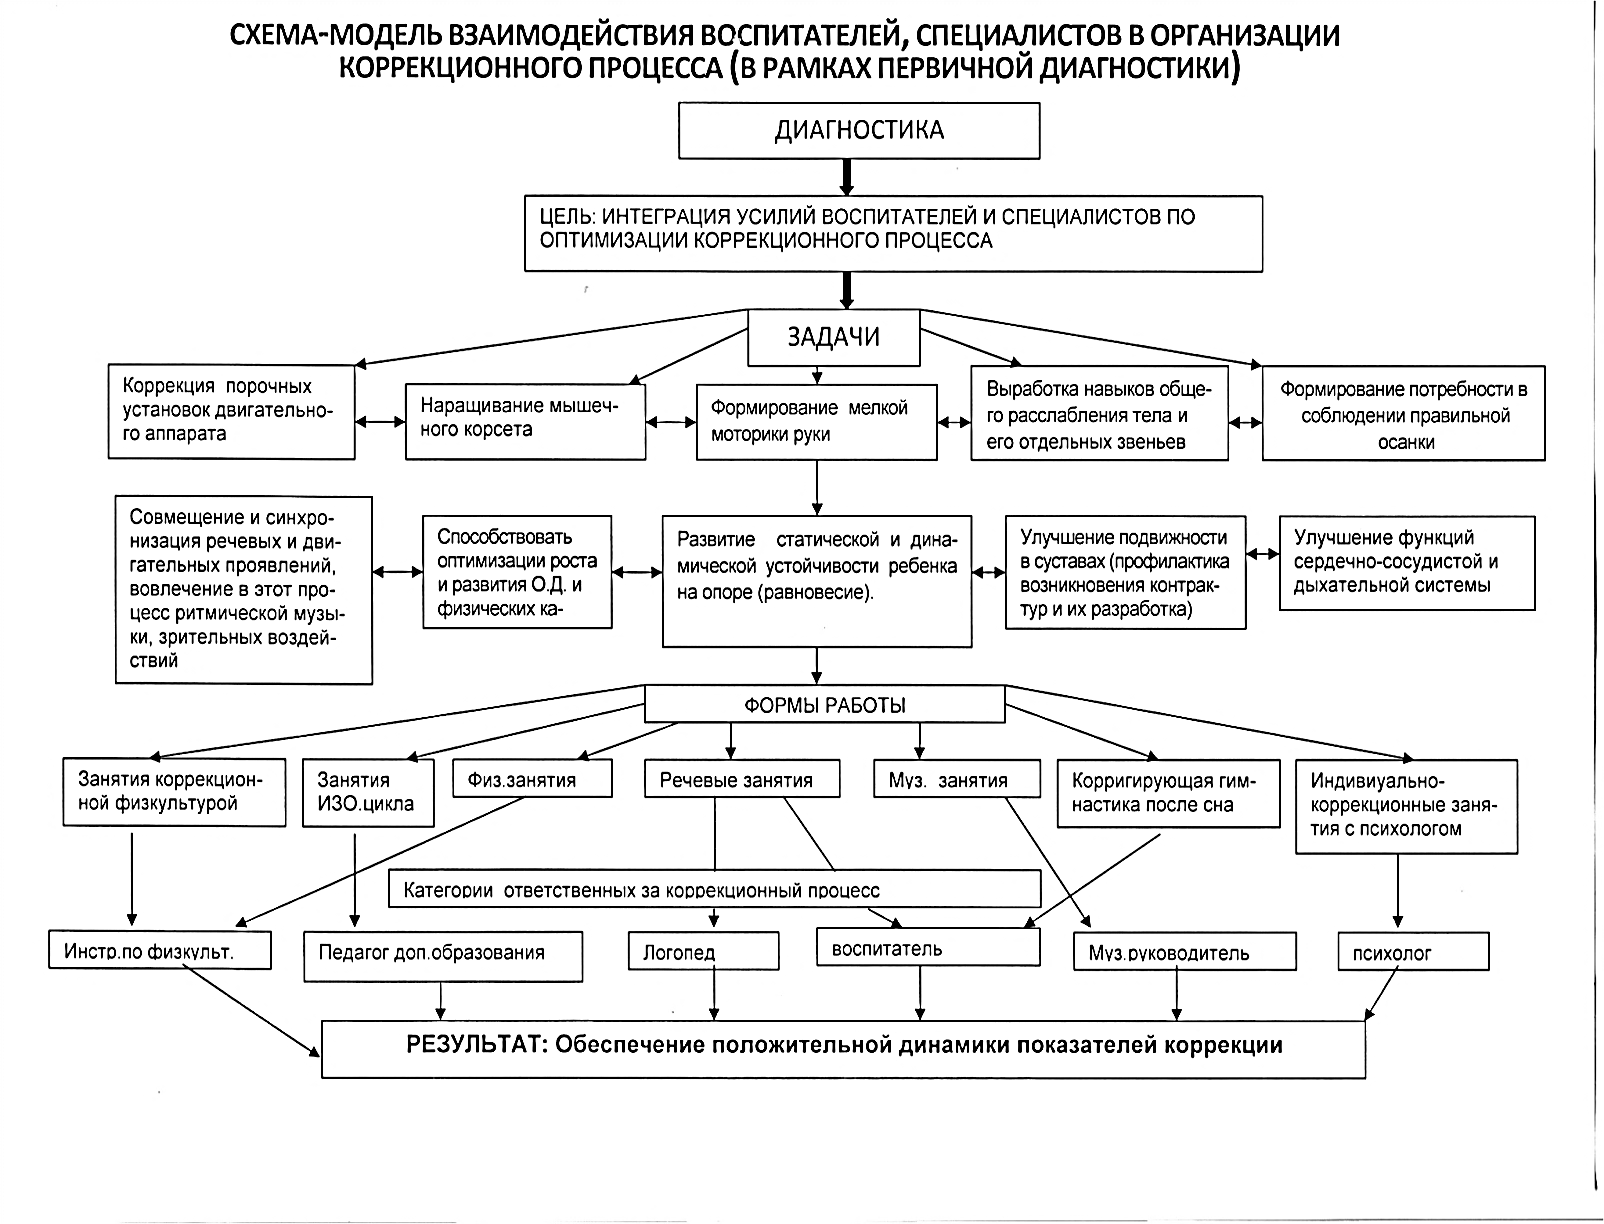 СХЕМА-МОДЕЛЬ ВЗАИМОДЕЙСТВИЯ ВОСПИТАТЕЛЕЙ, СПЕЦИАЛИСТОВ В ОРГАНИЗАЦИИ
КОРРЕКЦИОННОГО ПРОЦЕССА (В РАМКАХ ПЕРВИЧНОЙ ДИАГНОСТИКИ)
ДИАГНОСТИКА
ЦЕЛЬ: ИНТЕГРАЦИЯ УСИЛИЙ ВОСПИТАТЕЛЕЙ И СПЕЦИАЛИСТОВ ПО
ОПТИМИЗАЦИИ КОРРЕКЦИОННОГО ПРОЦЕССА
ЗАДАЧИ
Коррекция порочных
установок двигательно-
го аппарата
Наращивание мышеч-
ного корсета
Формирование мелкой
моторики руки
Выработка навыков обще-
го расслабления тела и
его отдельных звеньев
Формирование потребности в
соблюдении правильной
осанки
Совмещение и синхро-
низация речевых и дви-
гательных проявлений,
вовлечение в этот про-
цесс ритмической музы-
ки, зрительных воздей-
ствий
Способствовать
оптимизации роста
и развития О.Д. и
физических ка-
Развитие статической и дина-
мической устойчивости ребенка
на опоре (равновесие).
Улучшение подвижности
в суставах (профилактика
возникновения контрак-
тур и их разработка)
Улучшение функций
сердечно-сосудистой и
дыхательной системы
ФОРМЫ РАБОТЫ
Занятия коррекцион-
ной физкультурой
Занятия
ИЗО.цикла
Физ.занятия
Речевые занятия
Муз. занятия
Корригирующая гим-
настика после сна
Индивиуально-
коррекционные заня-
тия с психологом
Категории ответственных за коррекционный процесс
Инстр.по физкульт.
Педагог доп.образования
Логопед
воспитатель
Муз.руководитель
психолог
РЕЗУЛЬТАТ: Обеспечение положительной динамики показателей коррекции